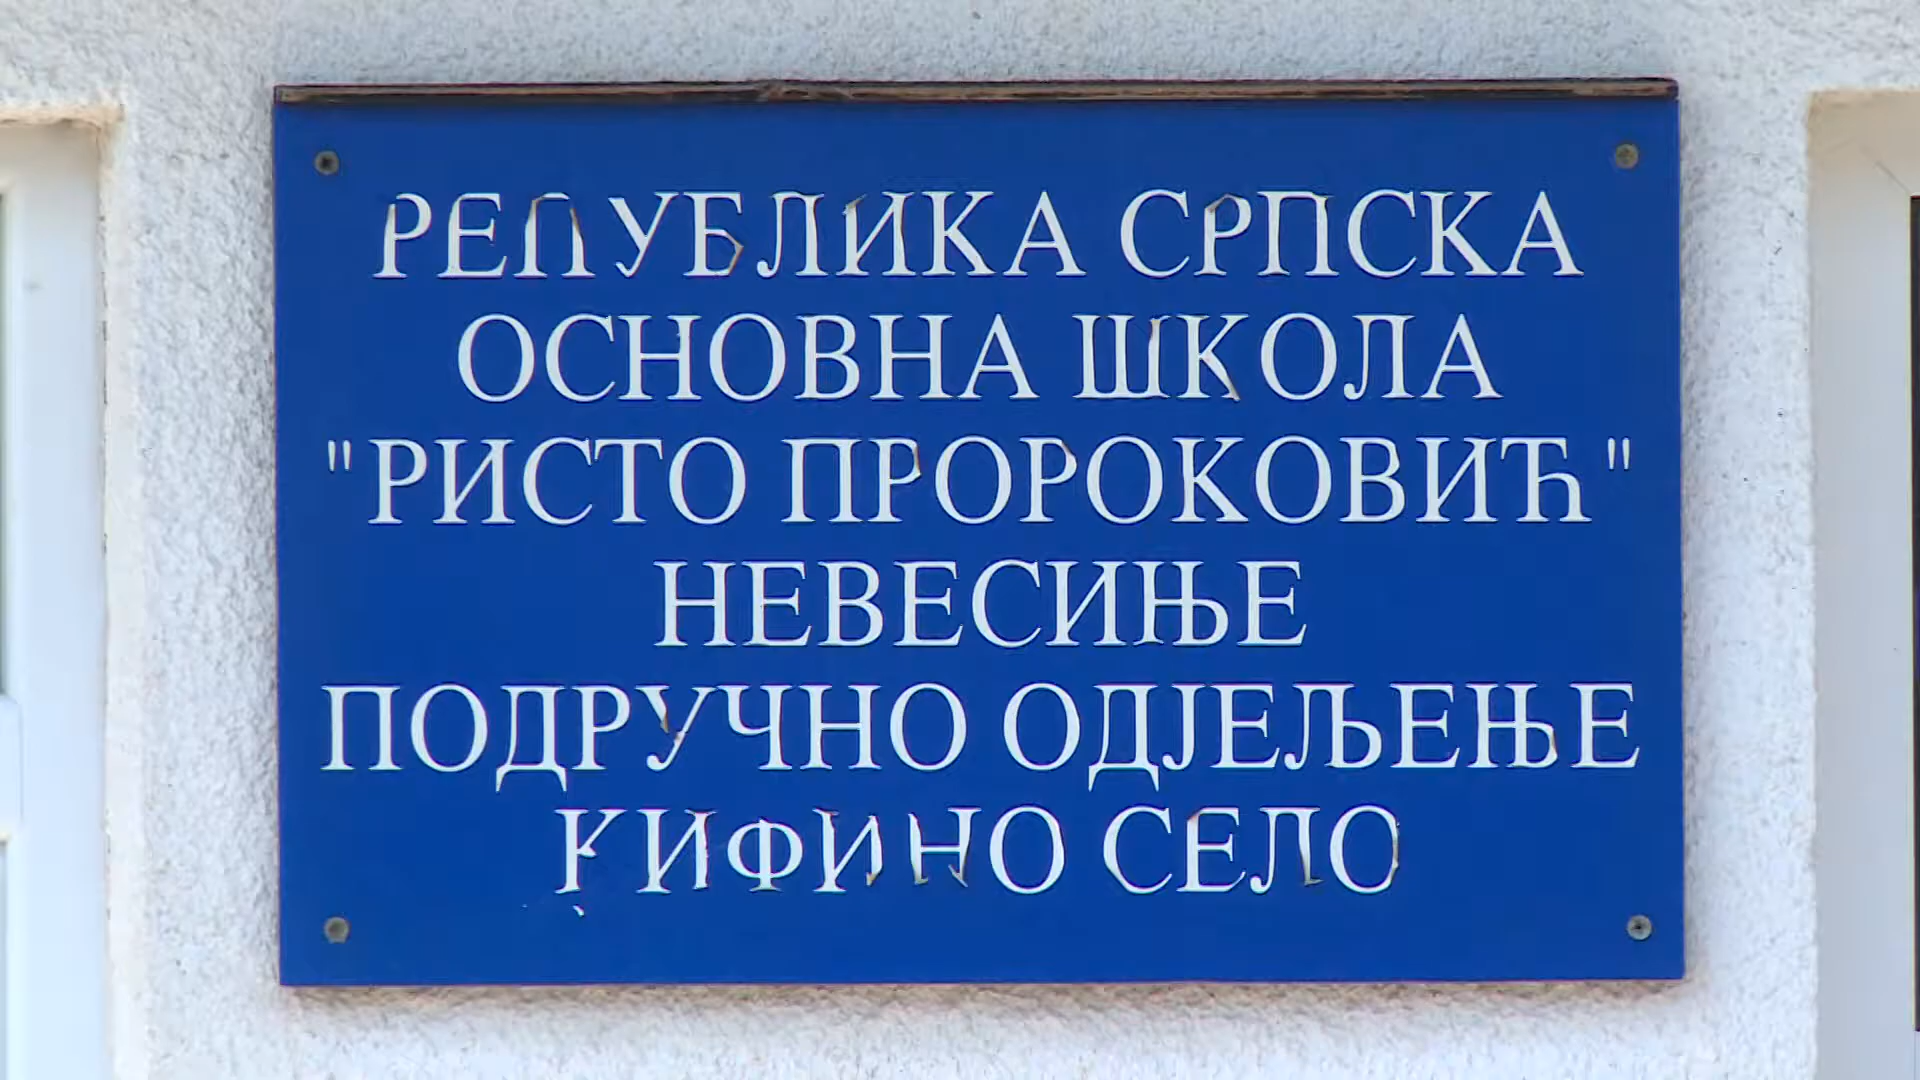 РЕПУБЛИКА СРПСКА
ОСНОВНА ШКОЛА
"РИСТО ПРОРОКОВИЋ"
НЕВЕСИЊЕ
ПОДРУЧНО ОДЈЕЉЕЊЕ
КИФИНО СЕЛО